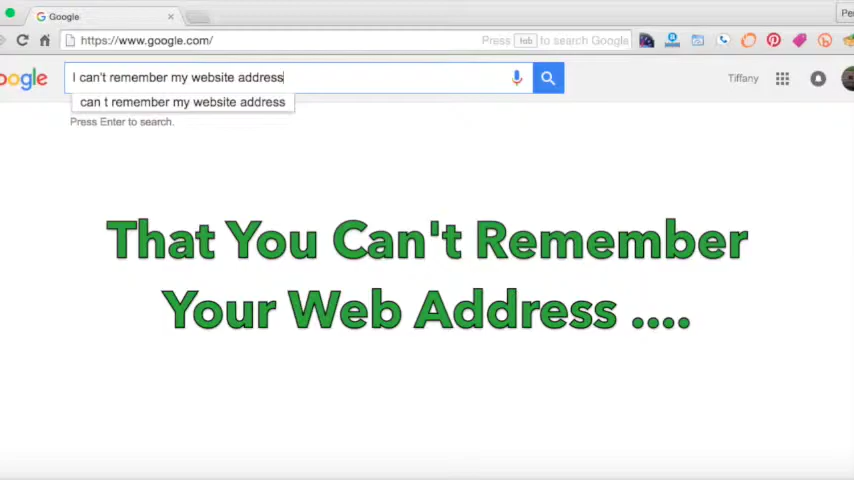 Google
Pe
https://www.google.com/
Press tab to search Google
oogle
I can't remember my website address
Tiffany
can t remember my website address
Press Enter to search.
That You Can't Remember
Your Web Address ....